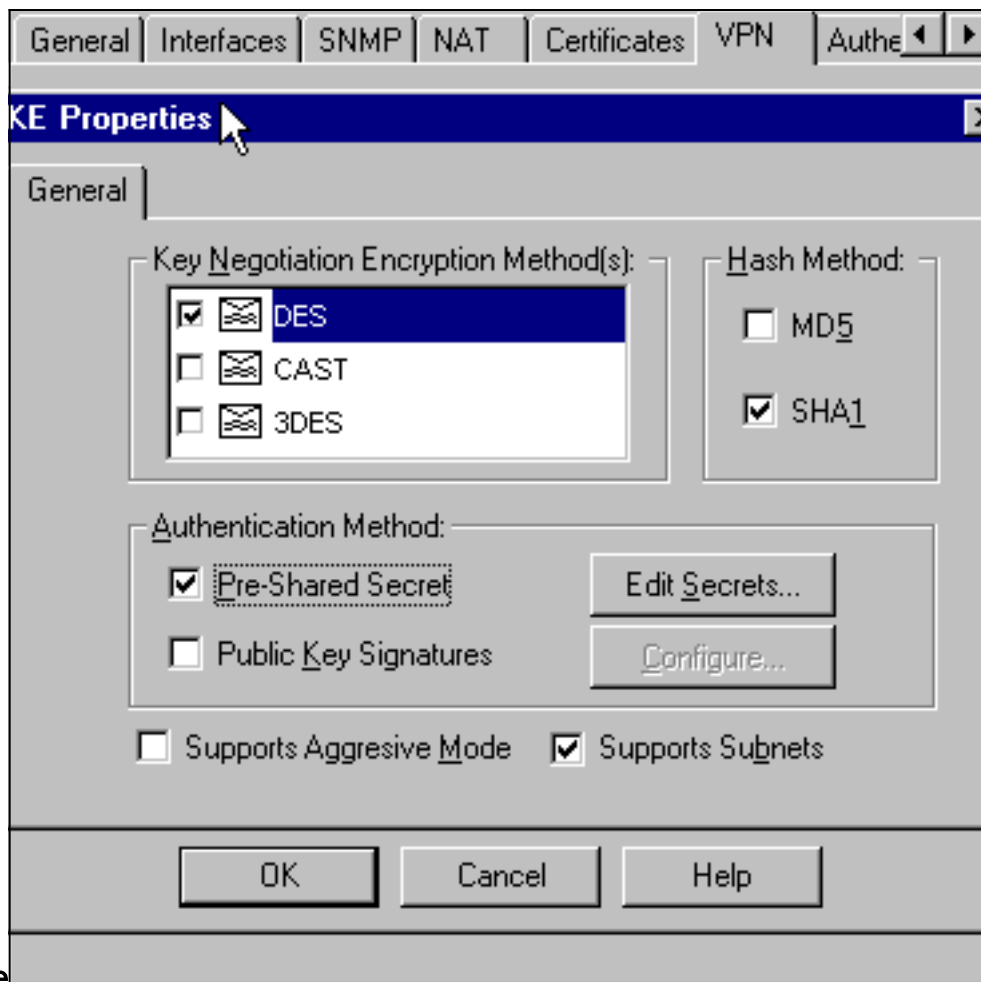 General Interfaces SNMP NAT Certificates VPN Authe
KE Properties
General
Key Negotiation Encryption Method(s): Hash Method:
DES MD5
CAST
3DES SHA1
Authentication Method:
Pre-Shared Secret Edit Secrets...
Public Key Signatures Configure...
Supports Aggresive Mode Supports Subnets
OK Cancel Help
e